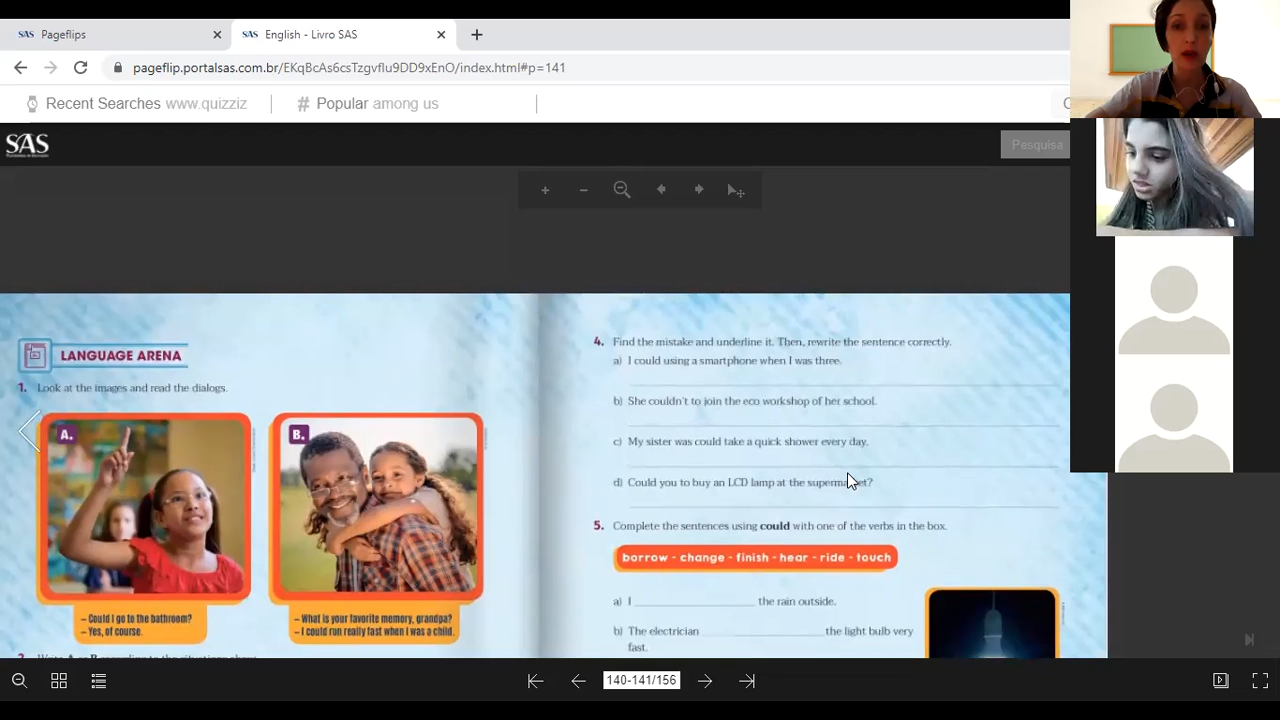 SAS Pageflips
SAS English - Livro SAS
pageflip.portalsas.com.br/EKqBcAs6csTzgvflu9DD9xEnO/index.html#p=141
Recent Searches www.quizziz
# Popular among us
SAS
Pesquisa
LANGUAGE ARENA
1. Look at the images and read the dialogs.
A.
– Could I go to the bathroom?
– Yes, of course.
B.
– What is your favorite memory, grandpa?
– I could run really fast when I was a child.
4. Find the mistake and underline it. Then, rewrite the sentence correctly.
a) I could using a smartphone when I was three.
b) She couldn't to join the eco workshop of her school.
c) My sister was could take a quick shower every day.
d) Could you to buy an LCD lamp at the supermarket?
5. Complete the sentences using could with one of the verbs in the box.
borrow - change - finish - hear - ride - touch
a) I ____ the rain outside.
b) The electrician ____ the light bulb very
fast.
140-141/156